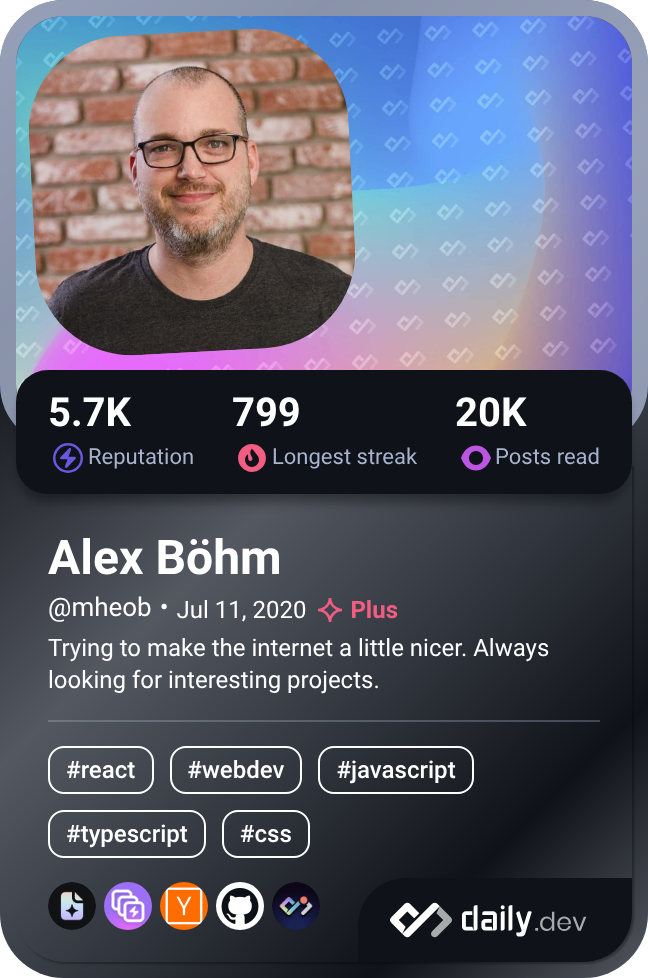 5.7K 799 20K
Reputation Longest streak Posts read
Alex Böhm
@mheob • Jul 11, 2020 Plus
Trying to make the internet a little nicer. Always
looking for interesting projects.
#react #webdev #javascript
#typescript #css
Y
daily.dev